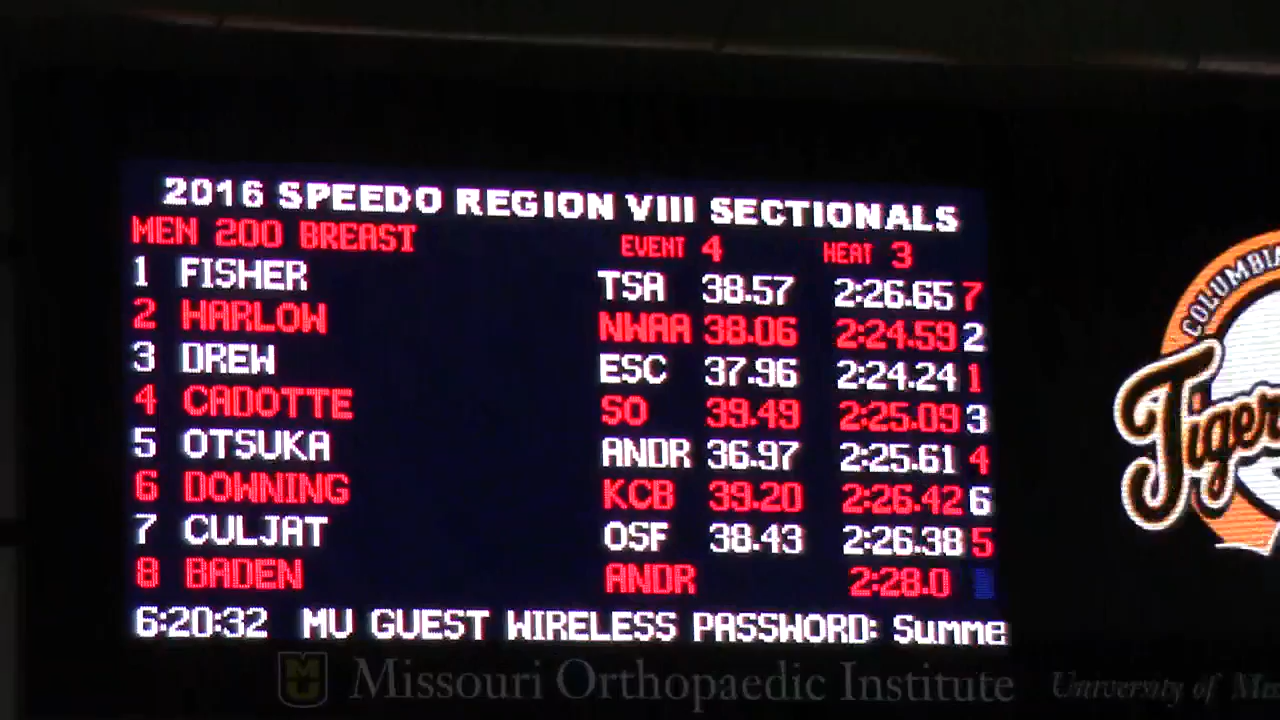 2016 SPEEDO REGION VIII SECTIONALS
MEN 200 BREAST EVENT 4 HEAT 3
1 FISHER TSA 38.57 2:26.65 7
2 HARLOW NWAA 38.06 2:24.59 2
3 DREW ESC 37.96 2:24.24 1
4 CADOTTE SO 39.49 2:25.09 3
5 OTSUKA ANDR 36.97 2:25.61 4
6 DOWNING KCB 39.20 2:26.42 6
7 CULJAT OSF 38.43 2:26.38 5
8 BADEN ANDR 2:28.0
6:20:32 MU GUEST WIRELESS PASSWORD: Summe
MU Missouri Orthopaedic Institute University of
COLUMBIA
Tiger